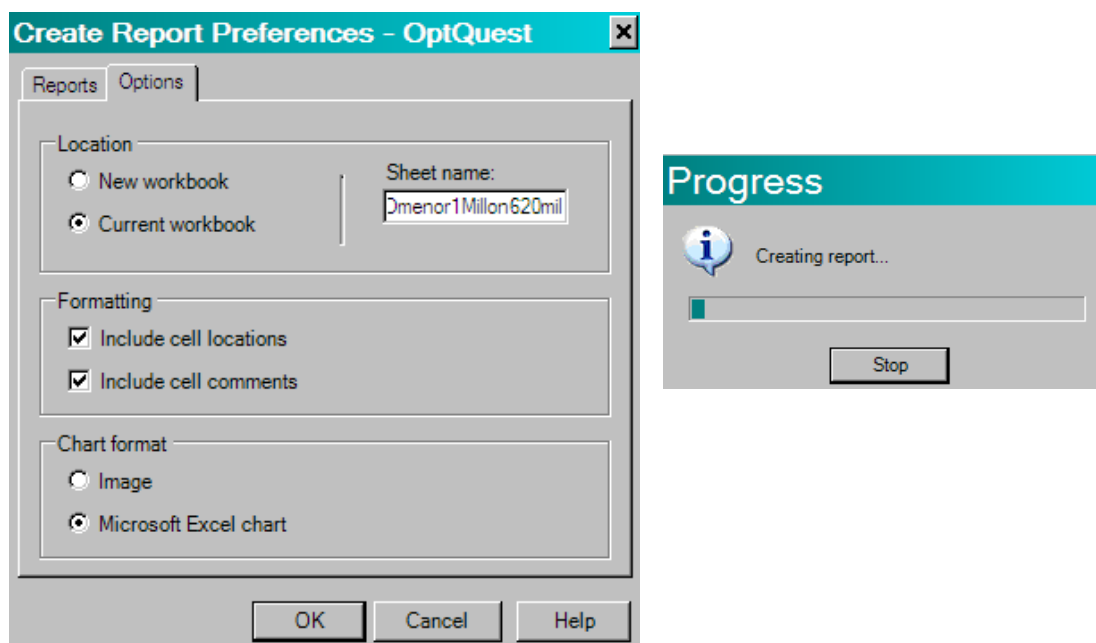 Create Report Preferences - OptQuest
Reports Options
Location
New workbook
Current workbook
Sheet name:
Omenor1Millon620mil
Formatting
Include cell locations
Include cell comments
Chart format
Image
Microsoft Excel chart
OK Cancel Help
Progress
Creating report...
Stop